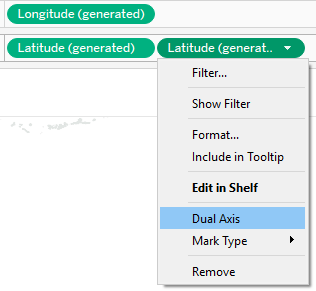 Longitude (generated)
Latitude (generated) Latitude (generat..
Filter...
Show Filter
Format...
Include in Tooltip
Edit in Shelf
Dual Axis
Mark Type
Remove